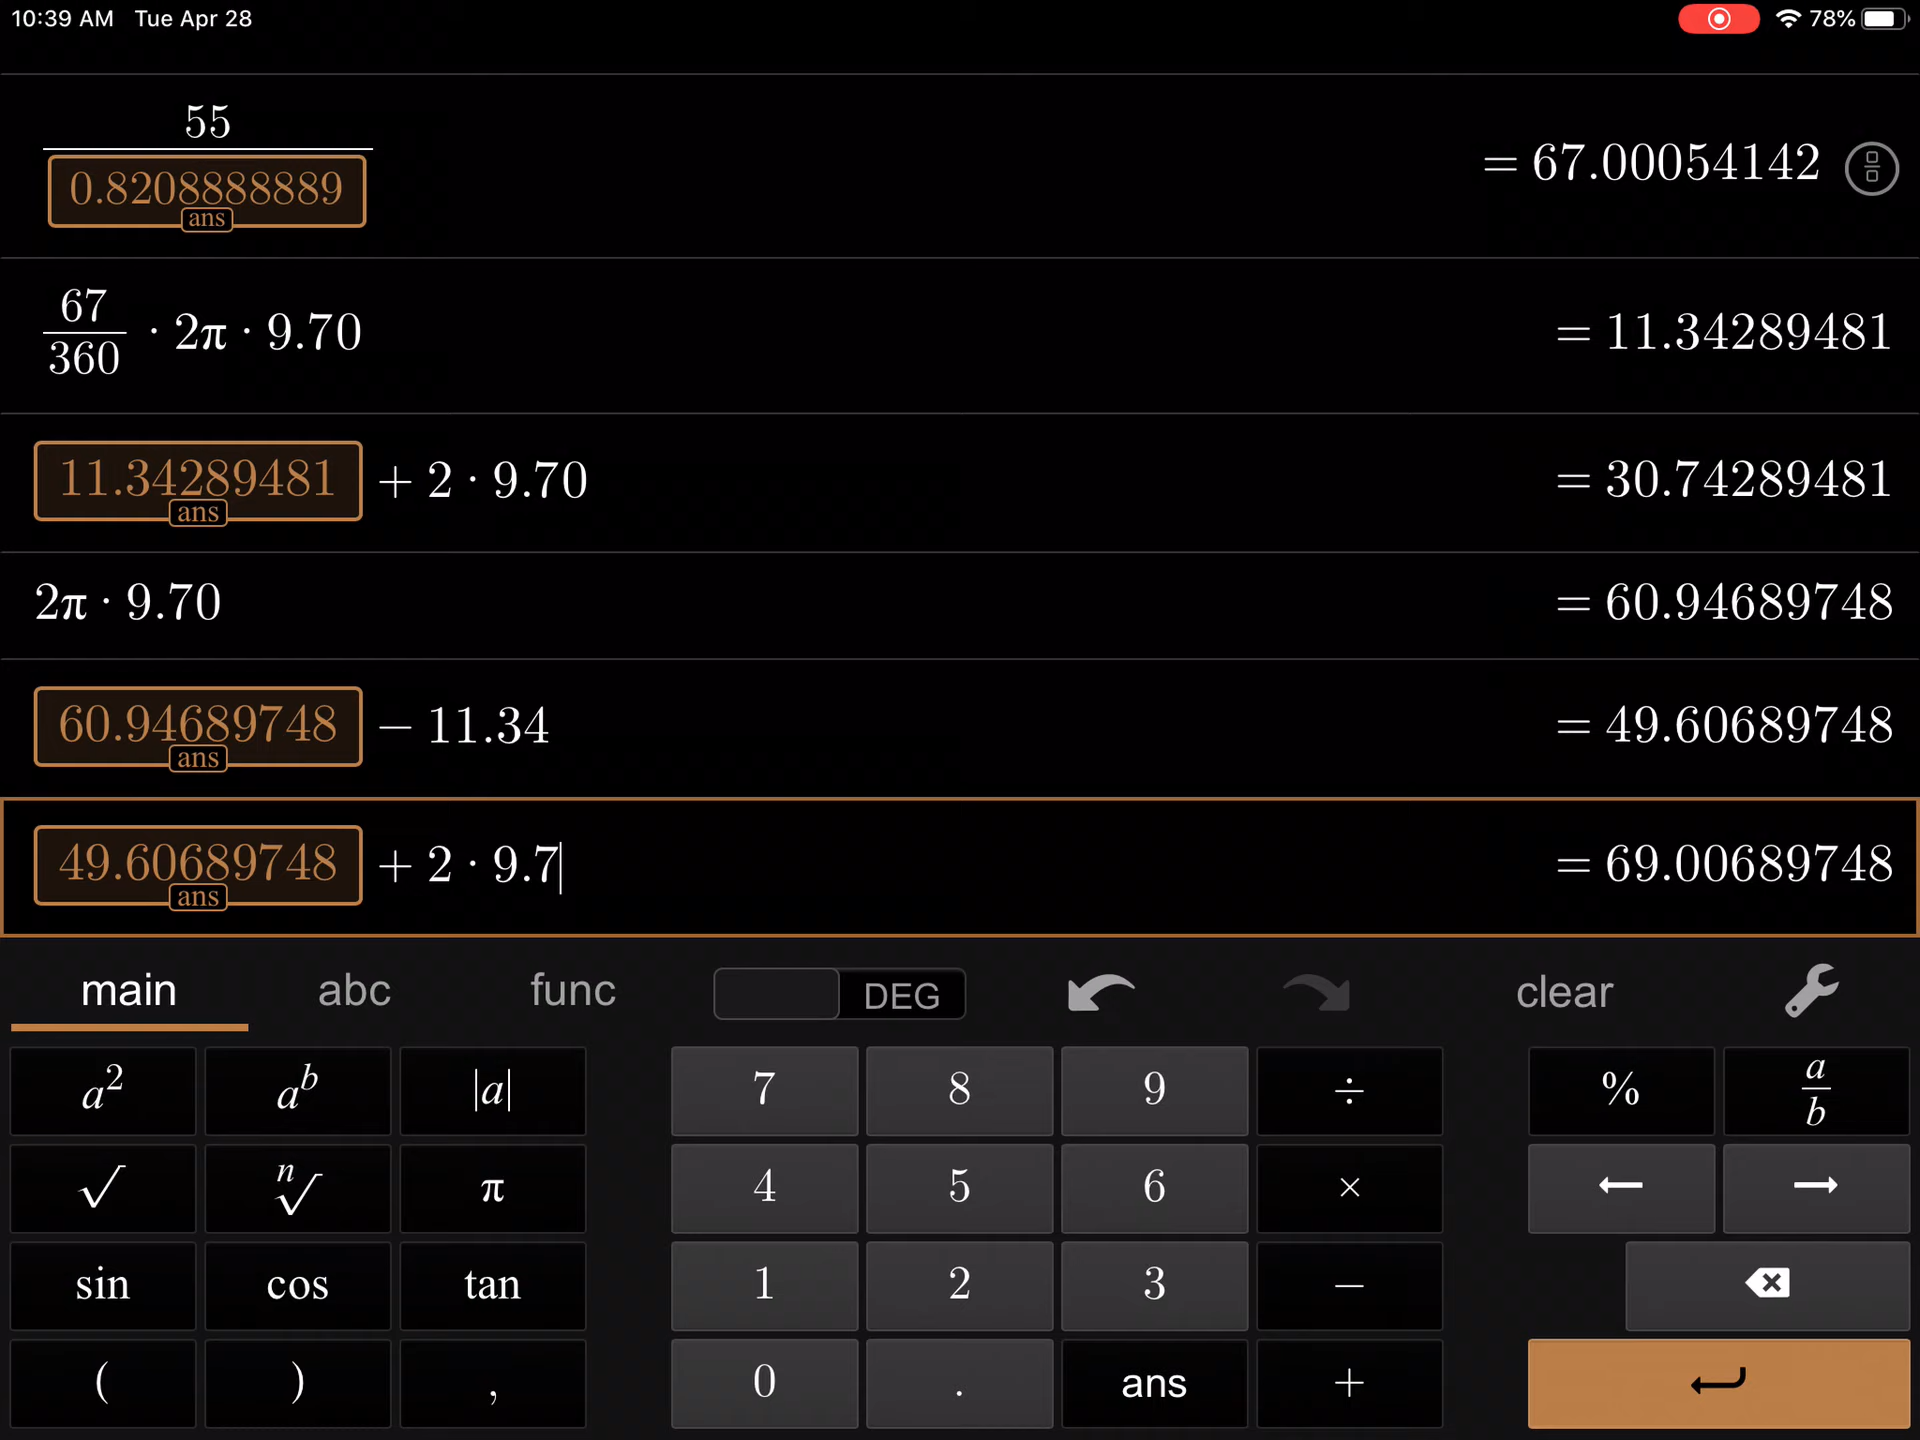 10:39 AM Tue Apr 28 78%
55
0.8208888889
ans
= 67.00054142
67
360
· 2π · 9.70 = 11.34289481
11.34289481 + 2 · 9.70 = 30.74289481
ans
2π · 9.70 = 60.94689748
60.94689748 − 11.34 = 49.60689748
ans
49.60689748 + 2 · 9.7 = 69.00689748
ans
main abc func DEG clear
a² aᵇ |a| 7 8 9 ÷ % a/b
√ ⁿ√ π 4 5 6 ×
sin cos tan 1 2 3 −
( ) , 0 . ans +